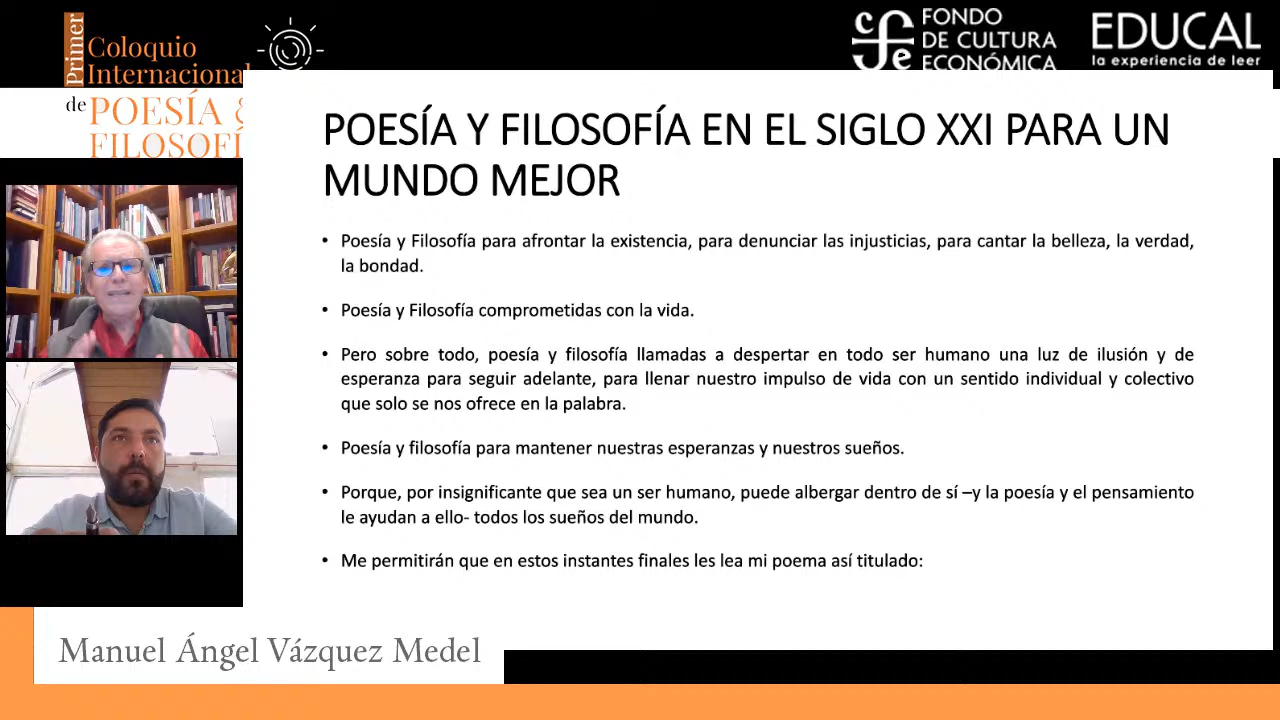 Primer
Coloquio
Internacional
de POESÍA &
FILOSOFÍ
FONDO
DE CULTURA
ECONÓMICA
EDUCAL
la experiencia de leer
POESÍA Y FILOSOFÍA EN EL SIGLO XXI PARA UN
MUNDO MEJOR
• Poesía y Filosofía para afrontar la existencia, para denunciar las injusticias, para cantar la belleza, la verdad,
la bondad.
• Poesía y Filosofía comprometidas con la vida.
• Pero sobre todo, poesía y filosofía llamadas a despertar en todo ser humano una luz de ilusión y de
esperanza para seguir adelante, para llenar nuestro impulso de vida con un sentido individual y colectivo
que solo se nos ofrece en la palabra.
• Poesía y filosofía para mantener nuestras esperanzas y nuestros sueños.
• Porque, por insignificante que sea un ser humano, puede albergar dentro de sí –y la poesía y el pensamiento
le ayudan a ello- todos los sueños del mundo.
• Me permitirán que en estos instantes finales les lea mi poema así titulado:
Manuel Ángel Vázquez Medel